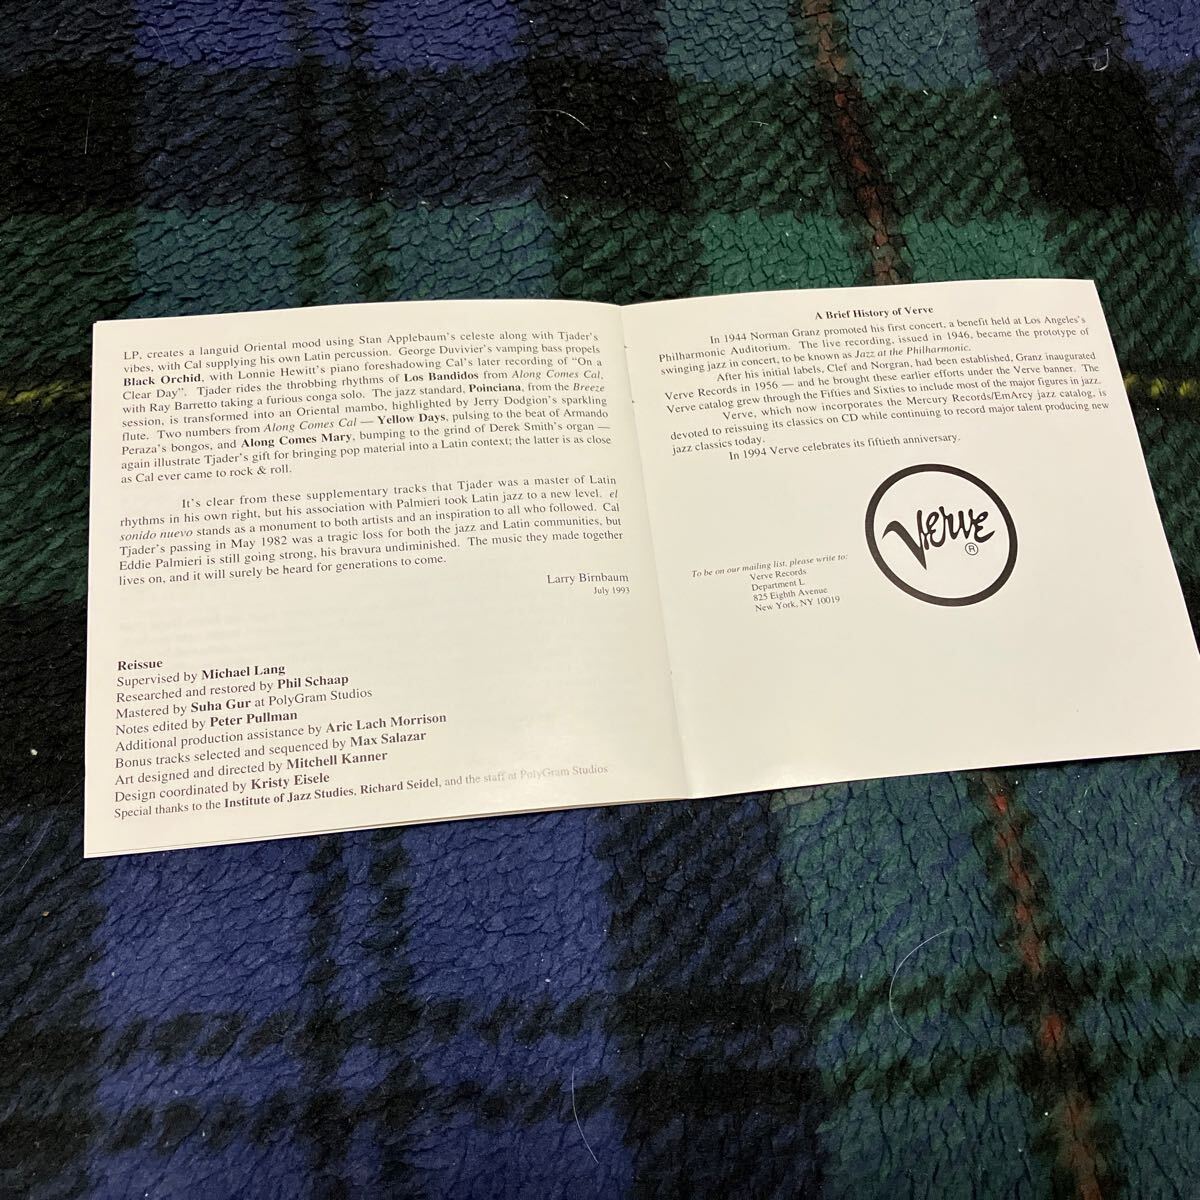 LP, creates a languid Oriental mood using Stan Applebaum's celeste along with Tjader's
vibes, with Cal supplying his own Latin percussion. George Duvivier's vamping bass propels
Black Orchid, with Lonnie Hewitt's piano foreshadowing Cal's later recording of "On a
Clear Day". Tjader rides the throbbing rhythms of Los Bandidos from Along Comes Cal,
with Ray Barretto taking a furious conga solo. The jazz standard, Poinciana, from the Breeze
session, is transformed into an Oriental mambo, highlighted by Jerry Dodgion's sparkling
flute. Two numbers from Along Comes Cal — Yellow Days, pulsing to the beat of Armando
Peraza's bongos, and Along Comes Mary, bumping to the grind of Derek Smith's organ —
again illustrate Tjader's gift for bringing pop material into a Latin context; the latter is as close
as Cal ever came to rock & roll.
It's clear from these supplementary tracks that Tjader was a master of Latin
rhythms in his own right, but his association with Palmieri took Latin jazz to a new level. el
sonido nuevo stands as a monument to both artists and an inspiration to all who followed. Cal
Tjader's passing in May 1982 was a tragic loss for both the jazz and Latin communities, but
Eddie Palmieri is still going strong, his bravura undiminished. The music they made together
lives on, and it will surely be heard for generations to come.
Larry Birnbaum
July 1993
Reissue
Supervised by Michael Lang
Researched and restored by Phil Schaap
Mastered by Suha Gur at PolyGram Studios
Notes edited by Peter Pullman
Additional production assistance by Aric Lach Morrison
Bonus tracks selected and sequenced by Max Salazar
Art designed and directed by Mitchell Kanner
Design coordinated by Kristy Eisele
Special thanks to the Institute of Jazz Studies, Richard Seidel, and the staff at PolyGram Studios
A Brief History of Verve
In 1944 Norman Granz promoted his first concert, a benefit held at Los Angeles's
Philharmonic Auditorium. The live recording, issued in 1946, became the prototype of
swinging jazz in concert, to be known as Jazz at the Philharmonic.
After his initial labels, Clef and Norgran, had been established, Granz inaugurated
Verve Records in 1956 — and he brought these earlier efforts under the Verve banner. The
Verve catalog grew through the Fifties and Sixties to include most of the major figures in jazz.
Verve, which now incorporates the Mercury Records/EmArcy jazz catalog, is
devoted to reissuing its classics on CD while continuing to record major talent producing new
jazz classics today.
In 1994 Verve celebrates its fiftieth anniversary.
Verve ®
To be on our mailing list, please write to:
Verve Records
Department L
825 Eighth Avenue
New York, NY 10019